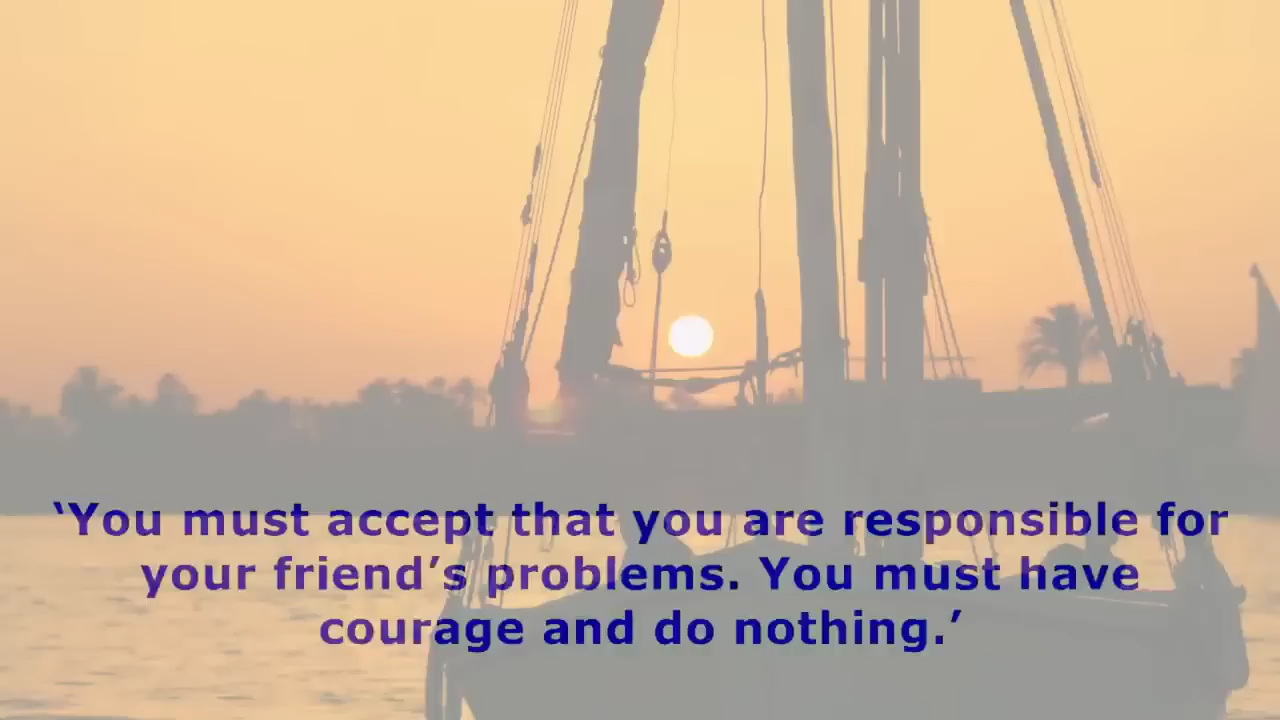 ‘You must accept that you are responsible for
your friend’s problems. You must have
courage and do nothing.’